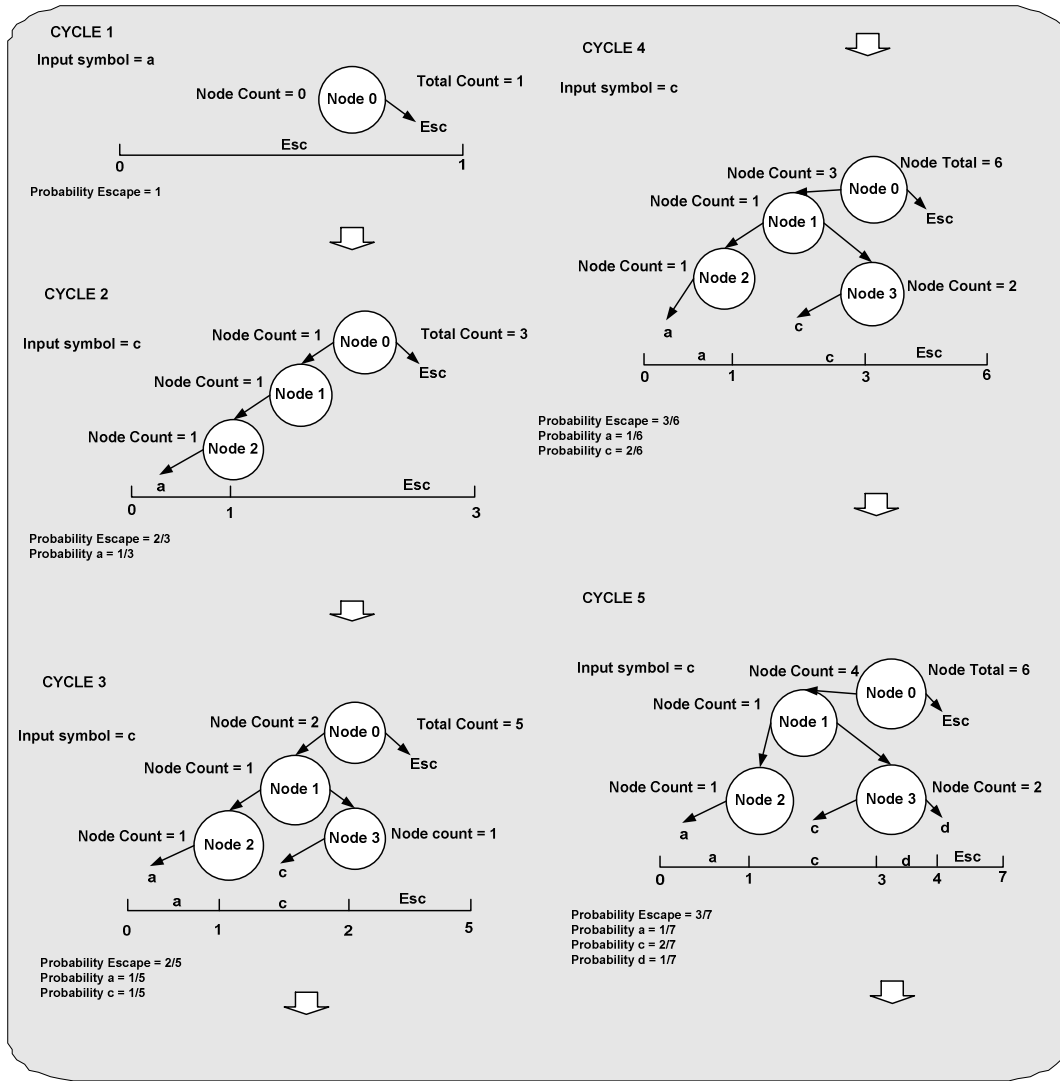 CYCLE 1
Input symbol = a
Node Count = 0
Node 0
Total Count = 1
Esc
Esc
0
1
Probability Escape = 1
CYCLE 2
Input symbol = c
Node Count = 1
Node 0
Total Count = 3
Esc
Node Count = 1
Node 1
Node Count = 1
Node 2
a
Esc
0
1
3
Probability Escape = 2/3
Probability a = 1/3
CYCLE 3
Input symbol = c
Node Count = 2
Node 0
Total Count = 5
Esc
Node Count = 1
Node 1
Node Count = 1
Node 2
Node 3
Node count = 1
a
c
a
c
Esc
0
1
2
5
Probability Escape = 2/5
Probability a = 1/5
Probability c = 1/5
CYCLE 4
Input symbol = c
Node Count = 3
Node 0
Node Total = 6
Esc
Node Count = 1
Node 1
Node Count = 1
Node 2
Node 3
Node Count = 2
a
c
a
c
Esc
0
1
3
6
Probability Escape = 3/6
Probability a = 1/6
Probability c = 2/6
CYCLE 5
Input symbol = c
Node Count = 4
Node 0
Node Total = 6
Esc
Node Count = 1
Node 1
Node Count = 1
Node 2
Node 3
Node Count = 2
a
c
d
a
c
d
Esc
0
1
3
4
7
Probability Escape = 3/7
Probability a = 1/7
Probability c = 2/7
Probability d = 1/7